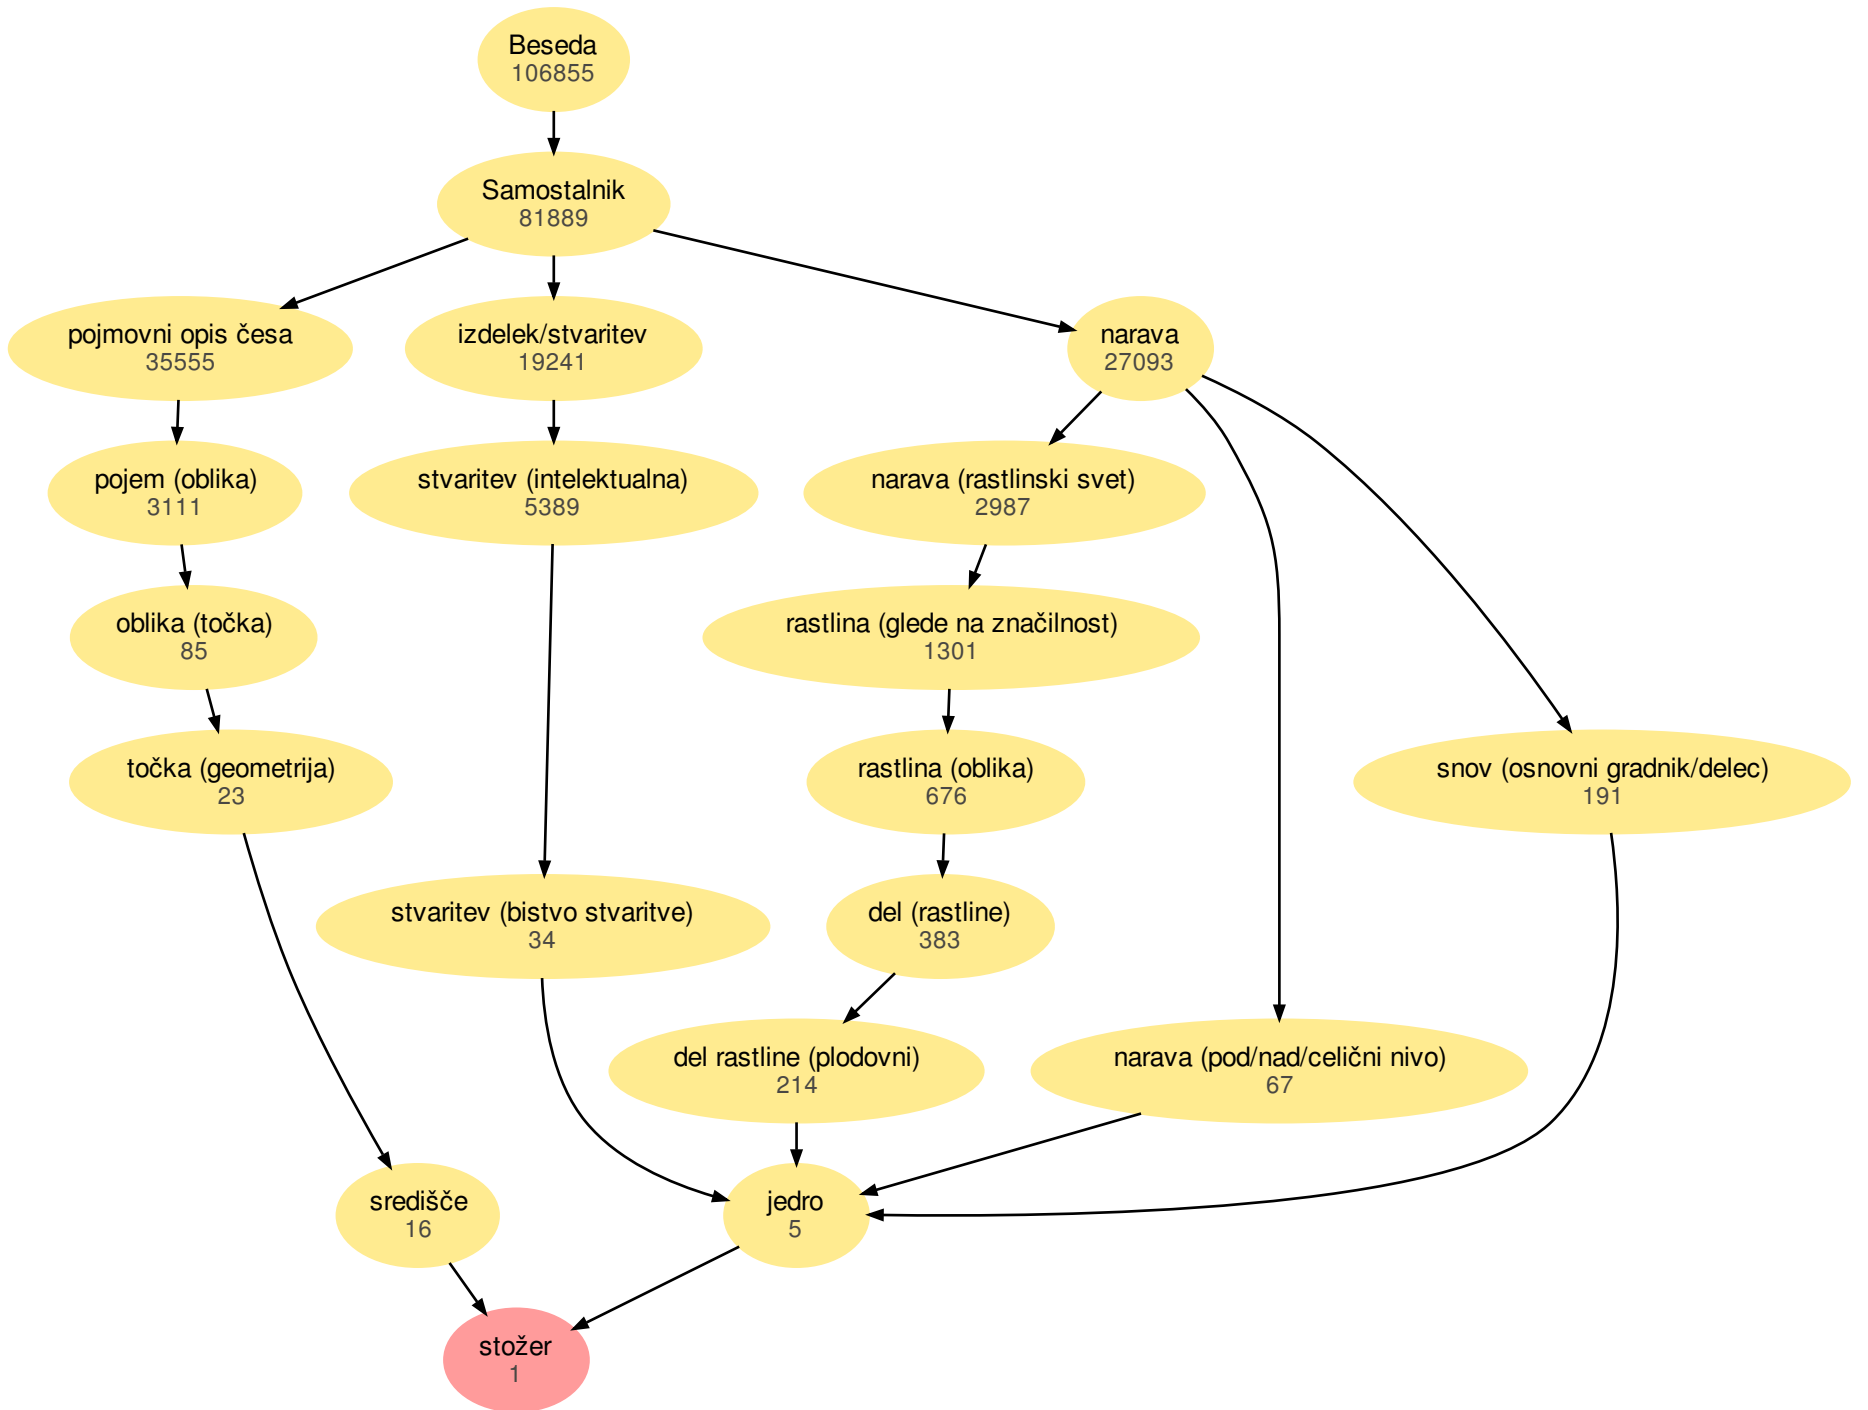 Beseda
106855
Samostalnik
81889
pojmovni opis česa
35555
izdelek/stvaritev
19241
narava
27093
pojem (oblika)
3111
stvaritev (intelektualna)
5389
narava (rastlinski svet)
2987
oblika (točka)
85
rastlina (glede na značilnost)
1301
točka (geometrija)
23
rastlina (oblika)
676
snov (osnovni gradnik/delec)
191
stvaritev (bistvo stvaritve)
34
del (rastline)
383
del rastline (plodovni)
214
narava (pod/nad/celični nivo)
67
središče
16
jedro
5
stožer
1